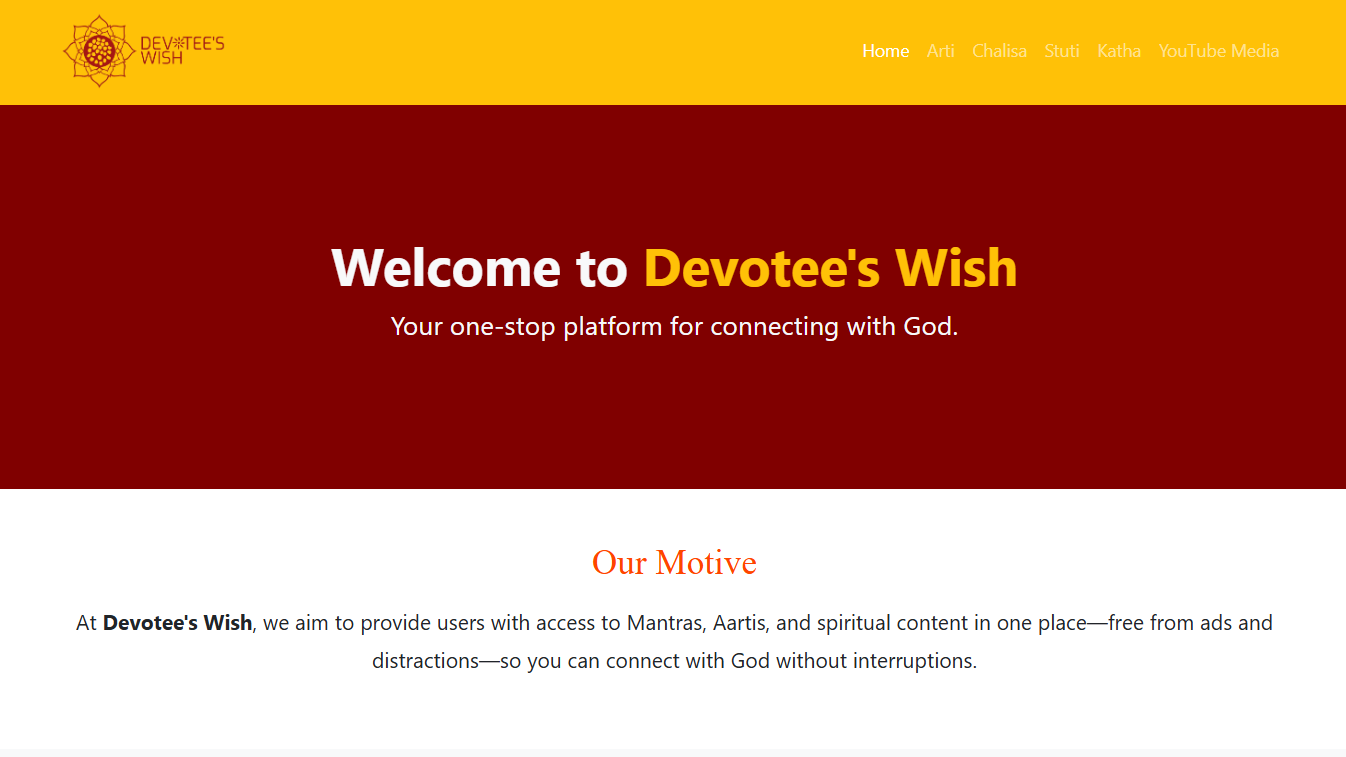 DEVOTEE'S
WISH
Home Arti Chalisa Stuti Katha YouTube Media
Welcome to Devotee's Wish
Your one-stop platform for connecting with God.
Our Motive
At Devotee's Wish, we aim to provide users with access to Mantras, Aartis, and spiritual content in one place—free from ads and
distractions—so you can connect with God without interruptions.